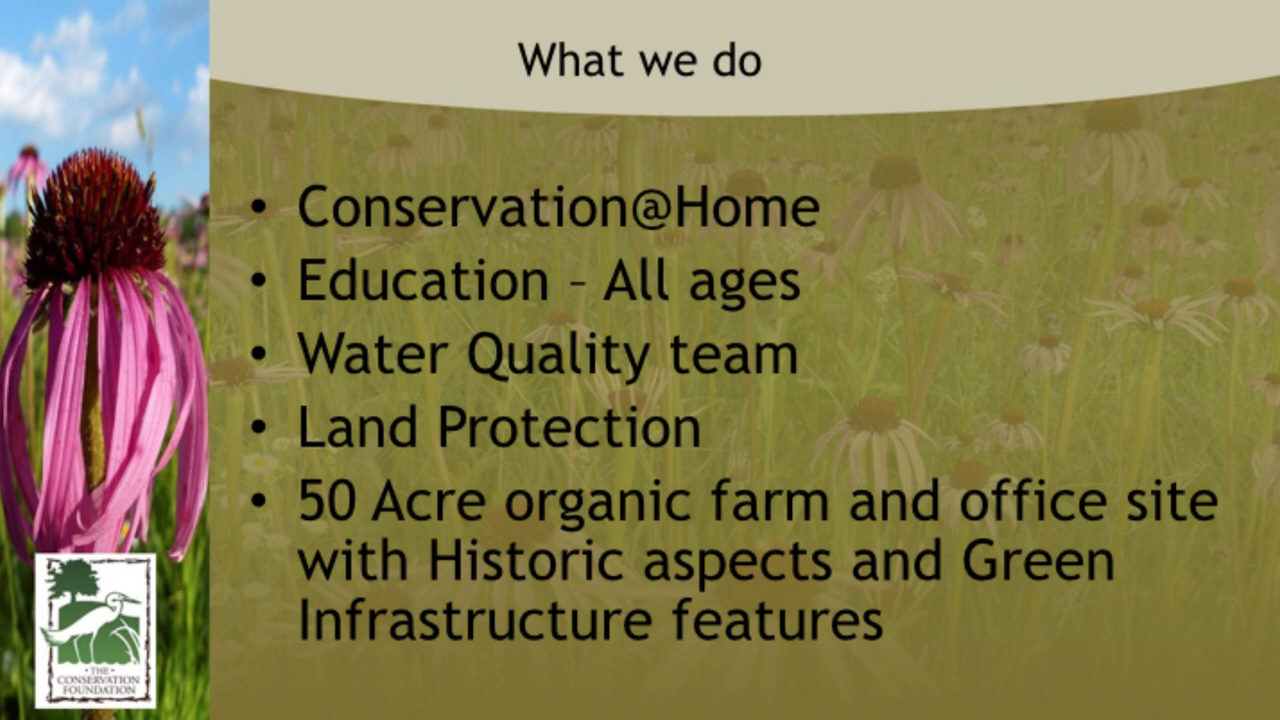 What we do
• Conservation@Home
• Education – All ages
• Water Quality team
• Land Protection
• 50 Acre organic farm and office site
with Historic aspects and Green
Infrastructure features
• THE •
CONSERVATION
FOUNDATION